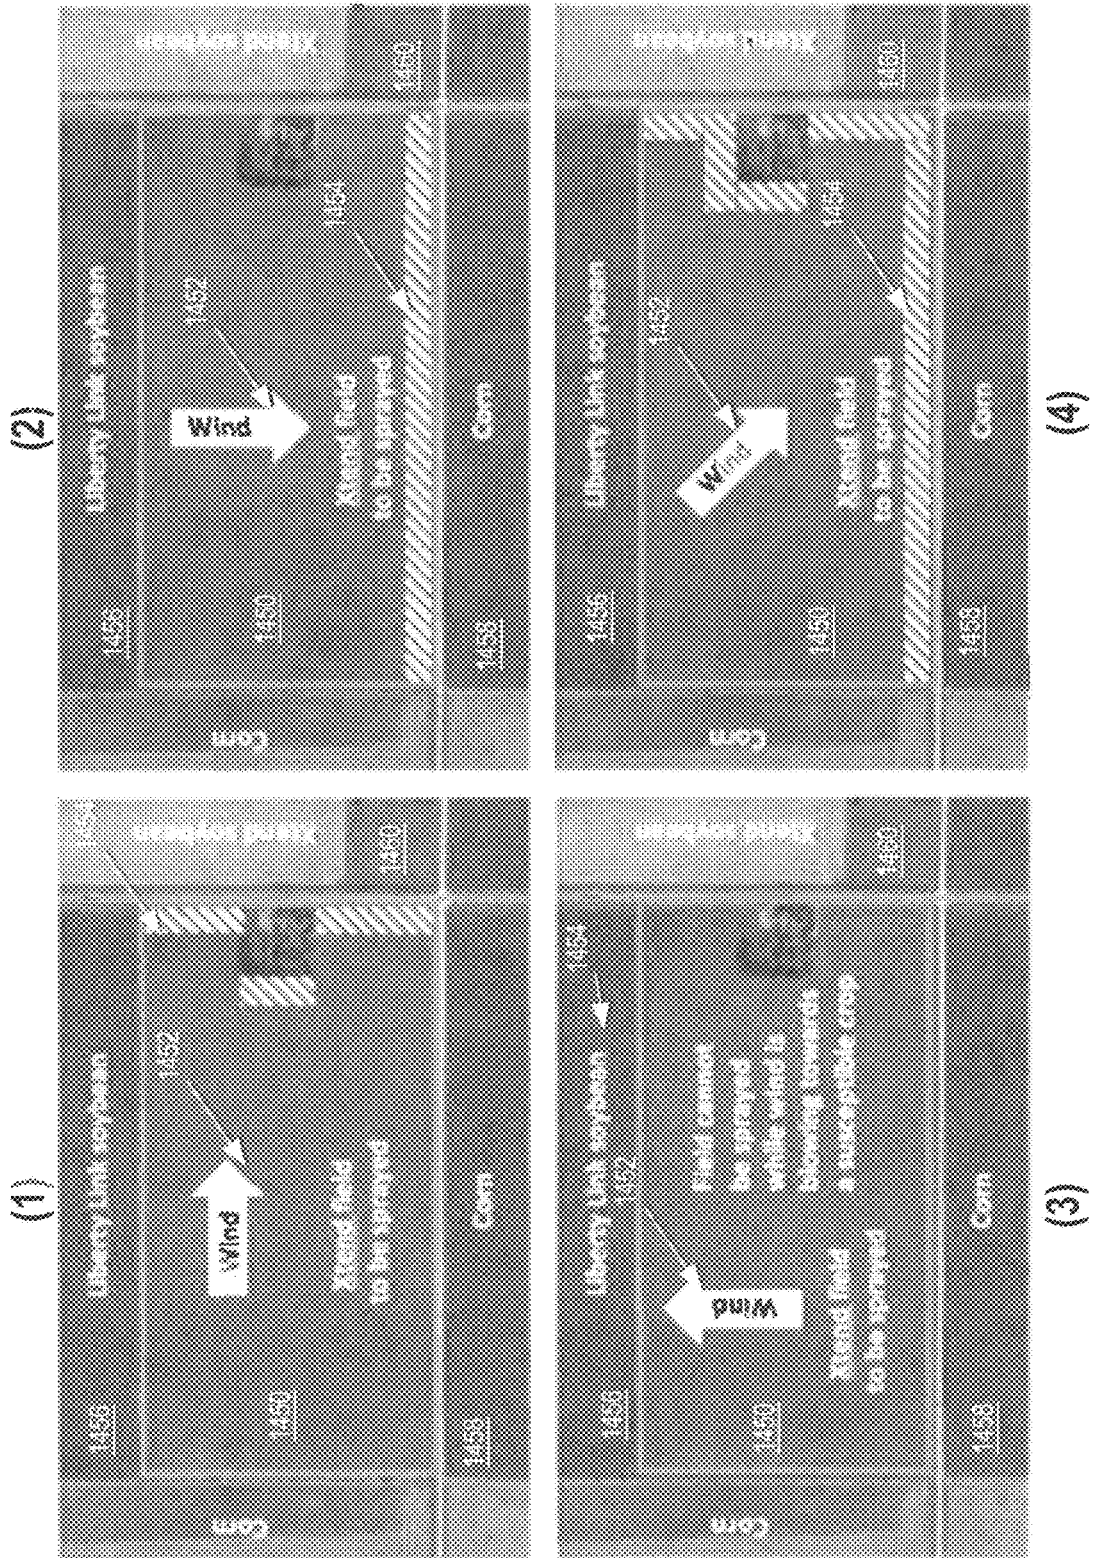 (1)
1456
Liberty Link soybean
1454
1452
Wind
1450
Xtend field
to be sprayed
Corn
Xtend soybean
1460
1458
Corn
(2)
1456
Liberty Link soybean
1452
Wind
1450
Xtend field
to be sprayed
1454
Corn
Xtend soybean
1460
1458
Corn
(3)
1456
Liberty Link soybean
1454
1452
Wind
1450
Field cannot
be sprayed
while wind is
blowing towards
a susceptible crop
Xtend field
to be sprayed
Corn
Xtend soybean
1460
1458
Corn
(4)
1456
Liberty Link soybean
1452
Wind
1450
Xtend field
to be sprayed
1454
Corn
Xtend soybean
1460
1458
Corn